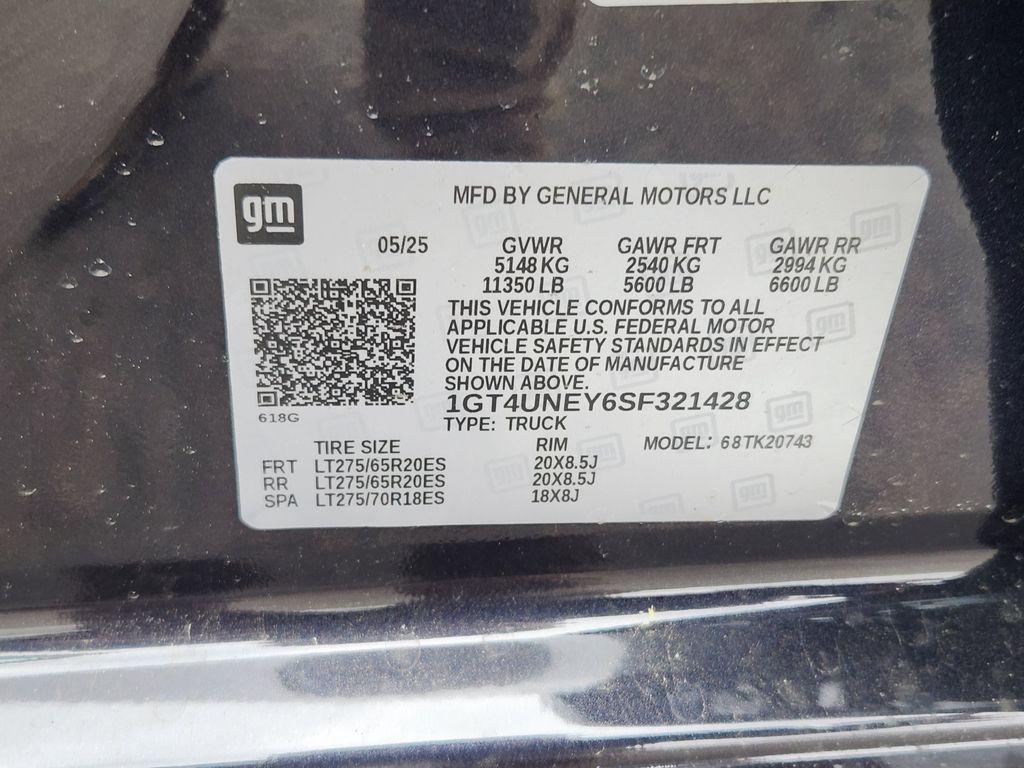 gm
MFD BY GENERAL MOTORS LLC
05/25 GVWR GAWR FRT GAWR RR
5148 KG 2540 KG 2994 KG
11350 LB 5600 LB 6600 LB
THIS VEHICLE CONFORMS TO ALL
APPLICABLE U.S. FEDERAL MOTOR
VEHICLE SAFETY STANDARDS IN EFFECT
ON THE DATE OF MANUFACTURE
SHOWN ABOVE.
618G
1GT4UNEY6SF321428
TYPE: TRUCK
TIRE SIZE RIM MODEL: 68TK20743
FRT LT275/65R20ES 20X8.5J
RR LT275/65R20ES 20X8.5J
SPA LT275/70R18ES 18X8J